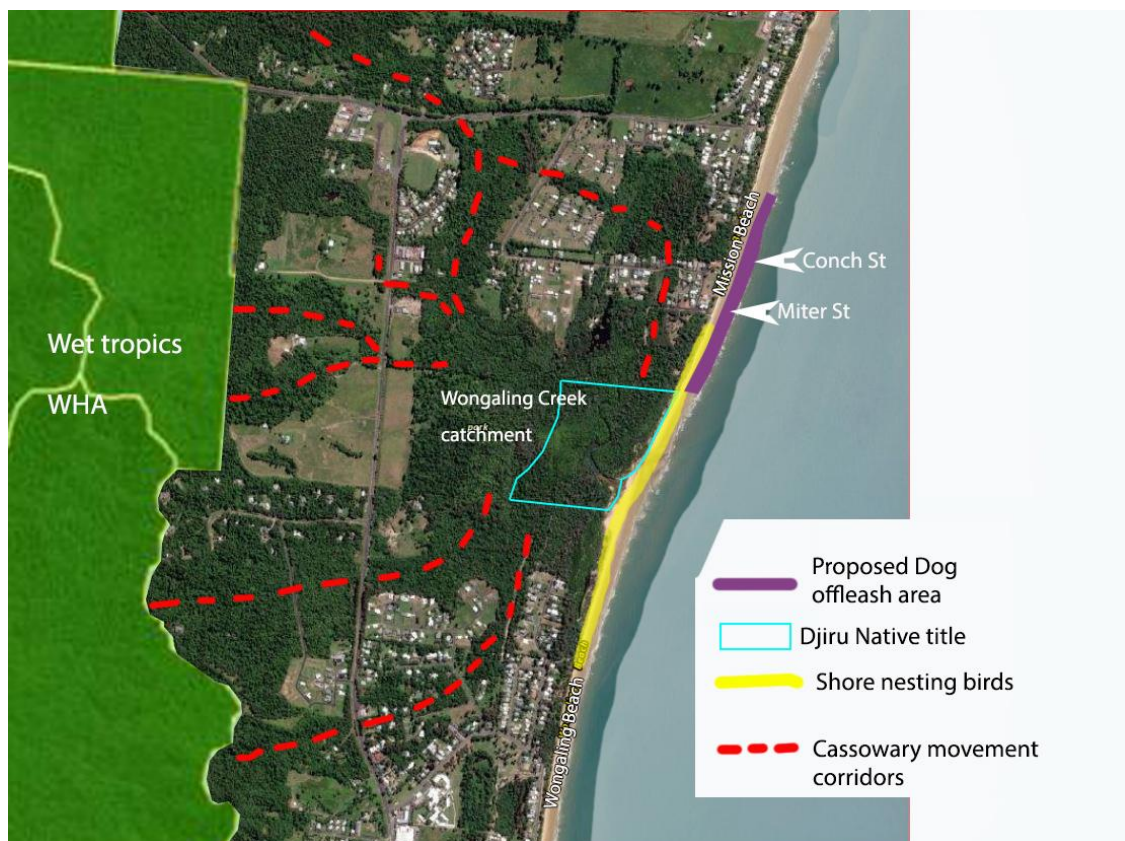 Mission Beach
Conch St
Miter St
Wet tropics
WHA
Wongaling Creek
catchment
park
Proposed Dog
offleash area
Djiru Native title
Shore nesting birds
Cassowary movement
corridors
Wongaling Beach